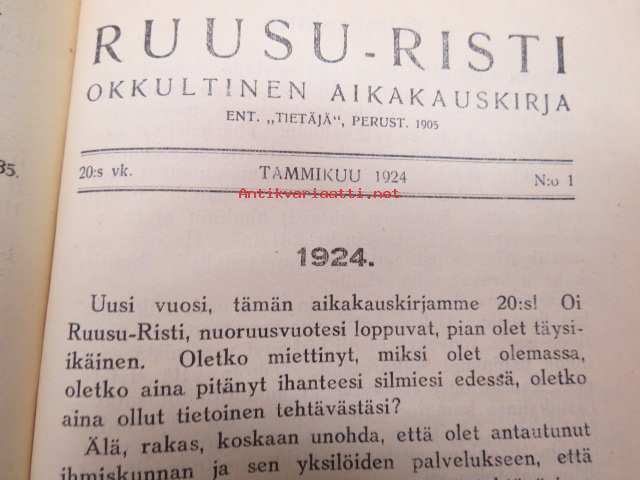 RUUSU-RISTI
OKKULTINEN AIKAKAUSKIRJA
ENT. „TIETÄJÄ“, PERUST. 1905
20:s vk. TAMMIKUU 1924 N:o 1
Antikvariaatti.net
1924.
Uusi vuosi, tämän aikakauskirjamme 20:s! Oi
Ruusu-Risti, nuoruusvuotesi loppuvat, pian olet täysi-
ikäinen. Oletko miettinyt, miksi olet olemassa,
oletko aina pitänyt ihanteesi silmiesi edessä, oletko
aina ollut tietoinen tehtävästäsi?
Älä, rakas, koskaan unohda, että olet antautunut
ihmiskunnan ja sen yksilöiden palvelukseen, että